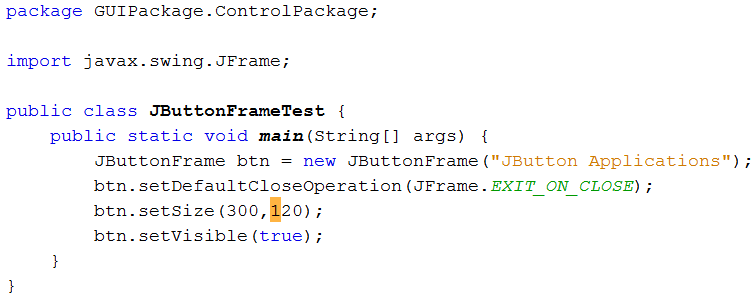 package GUIPackage.ControlPackage;
import javax.swing.JFrame;
public class JButtonFrameTest {
    public static void main(String[] args) {
        JButtonFrame btn = new JButtonFrame("JButton Applications");
        btn.setDefaultCloseOperation(JFrame.EXIT_ON_CLOSE);
        btn.setSize(300,120);
        btn.setVisible(true);
    }
}